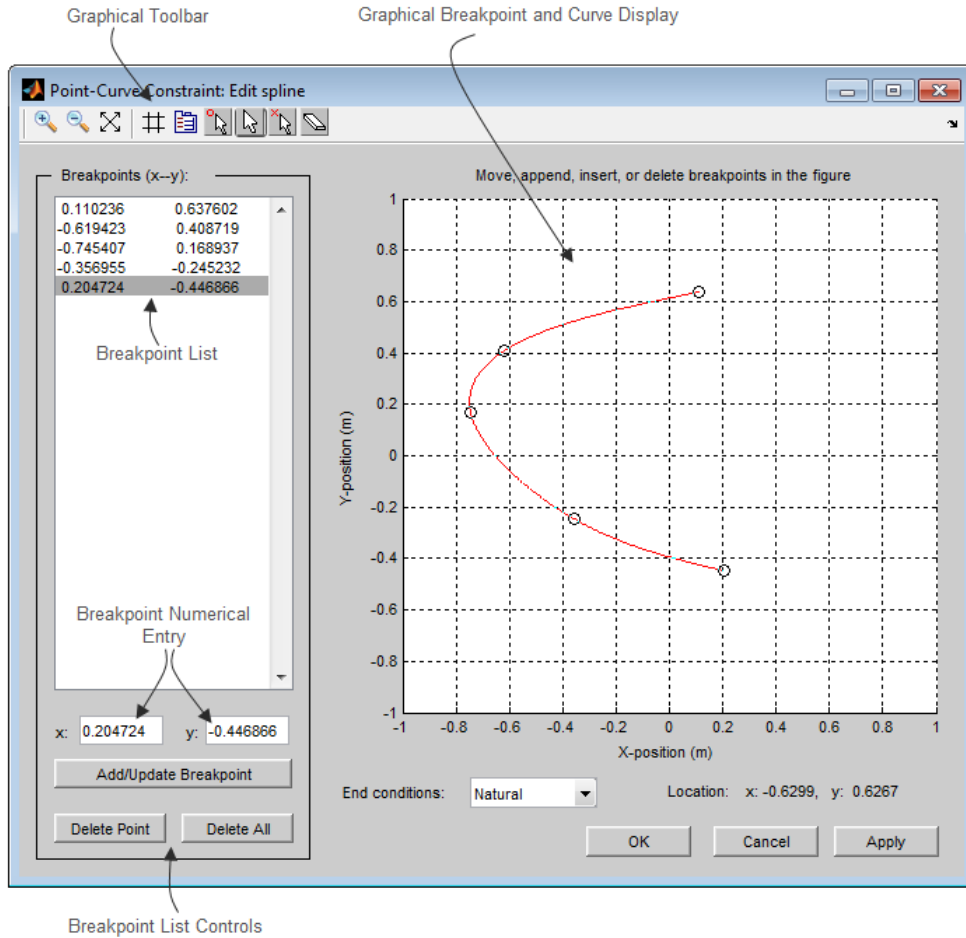 Graphical Toolbar
Graphical Breakpoint and Curve Display
Point-Curve Constraint: Edit spline
Breakpoints (x--y):
0.110236 0.637602
-0.619423 0.408719
-0.745407 0.168937
-0.356955 -0.245232
0.204724 -0.446866
Breakpoint List
Breakpoint Numerical
Entry
x: 0.204724 y: -0.446866
Add/Update Breakpoint
Delete Point Delete All
Breakpoint List Controls
Move, append, insert, or delete breakpoints in the figure
1
0.8
0.6
0.4
0.2
0
-0.2
-0.4
-0.6
-0.8
-1
Y-position (m)
-1 -0.8 -0.6 -0.4 -0.2 0 0.2 0.4 0.6 0.8 1
X-position (m)
End conditions: Natural Location: x: -0.6299, y: 0.6267
OK Cancel Apply